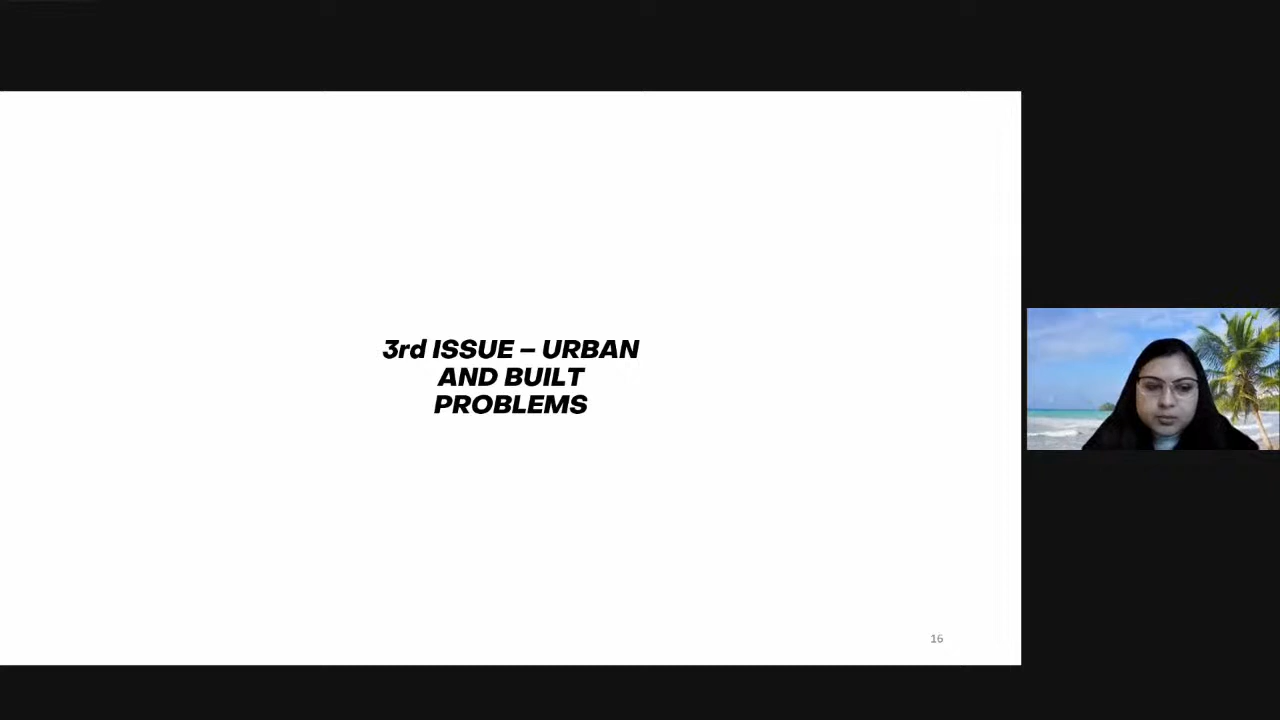 3rd ISSUE – URBAN
AND BUILT
PROBLEMS
16